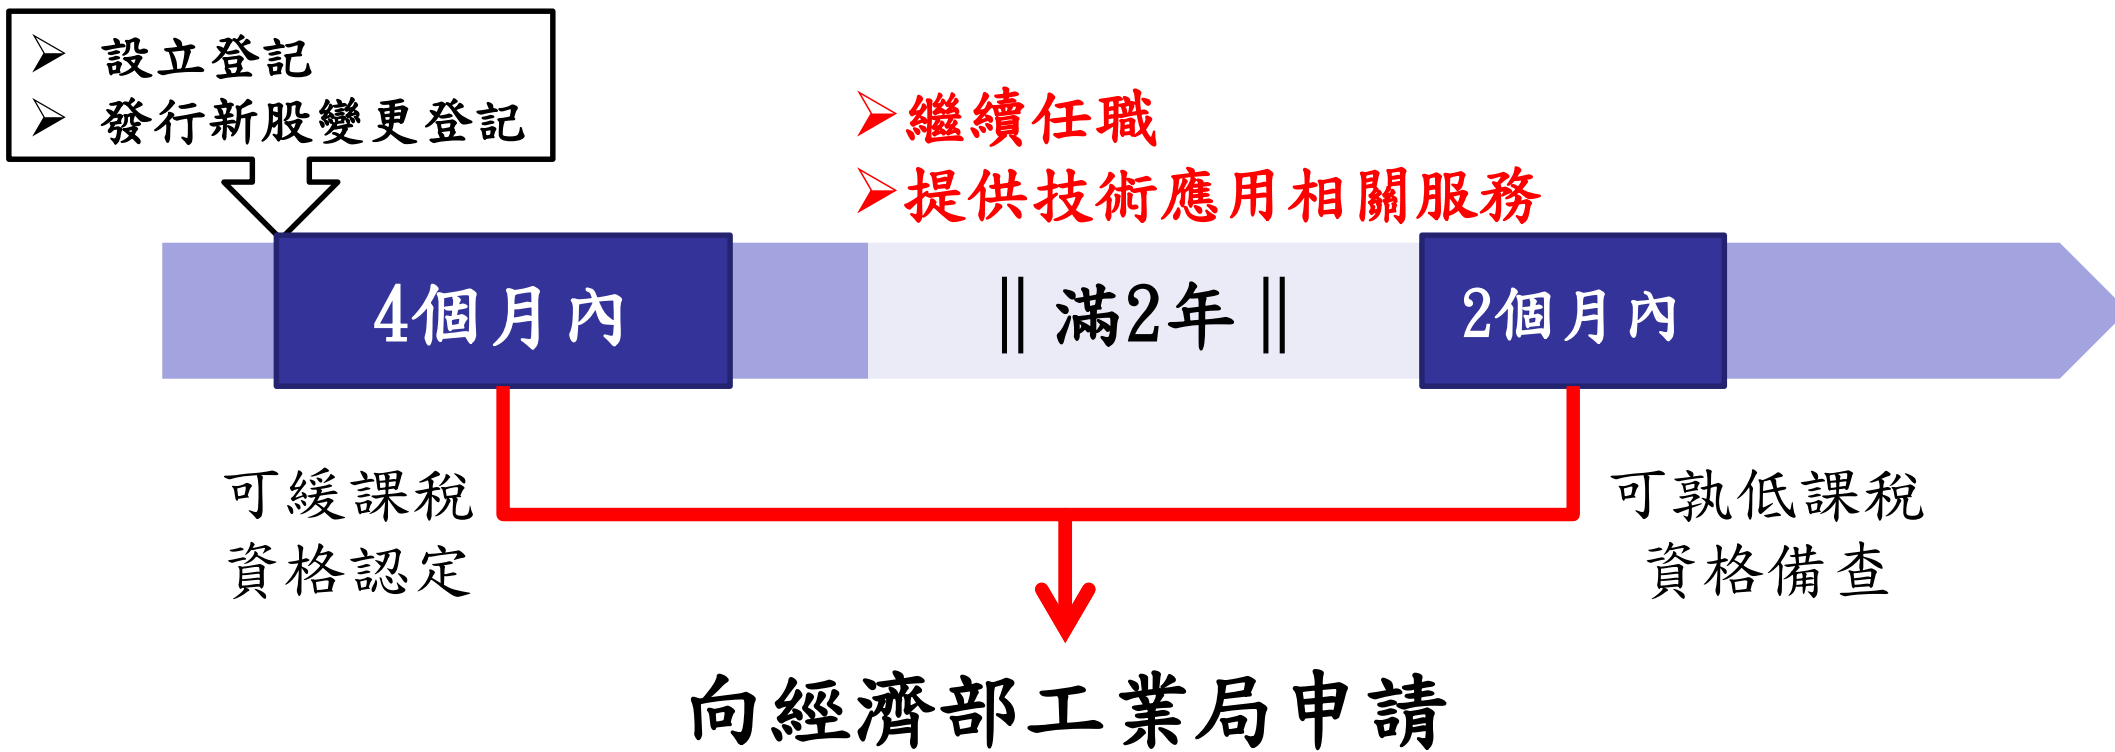 ➢ 設立登記
➢ 發行新股變更登記
➢繼續任職
➢提供技術應用相關服務
4個月內
‖ 滿2年 ‖
2個月內
可緩課稅
資格認定
可孰低課稅
資格備查
向經濟部工業局申請